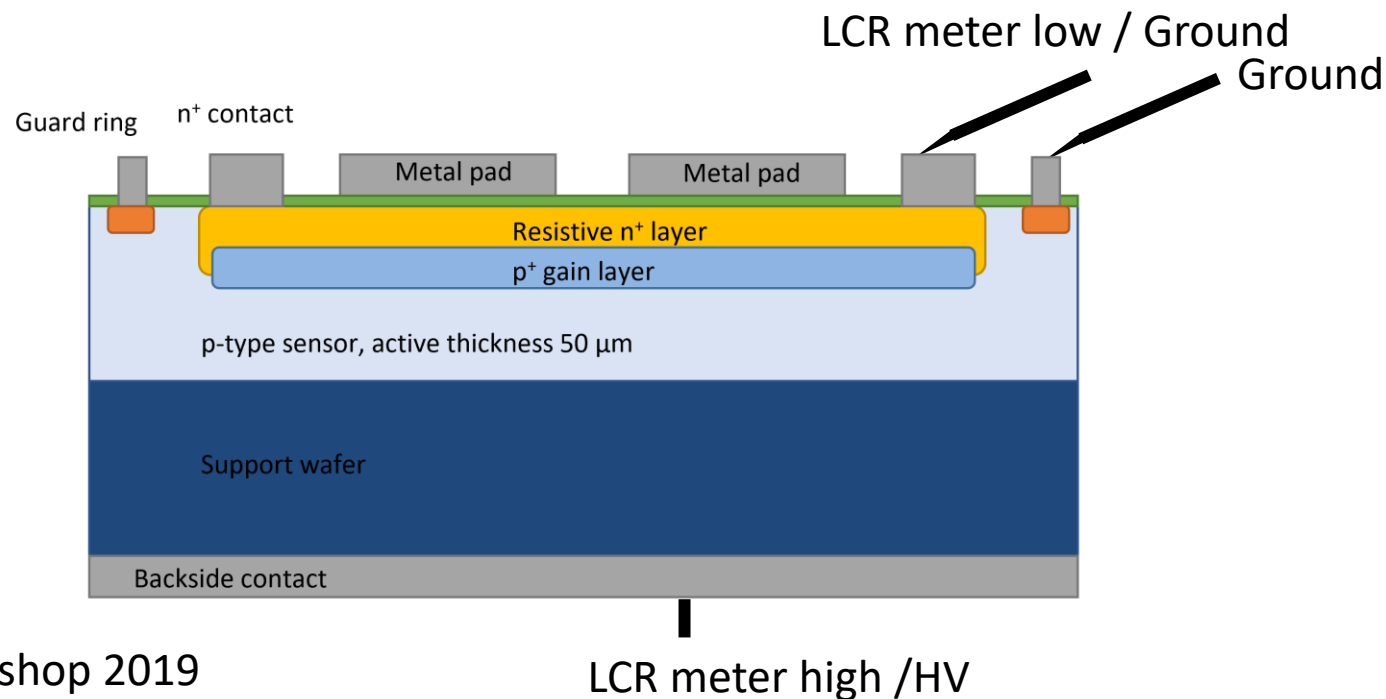 LCR meter low / Ground
Ground
Guard ring
n⁺ contact
Metal pad
Metal pad
Resistive n⁺ layer
p⁺ gain layer
p-type sensor, active thickness 50 µm
Support wafer
Backside contact
shop 2019
LCR meter high /HV